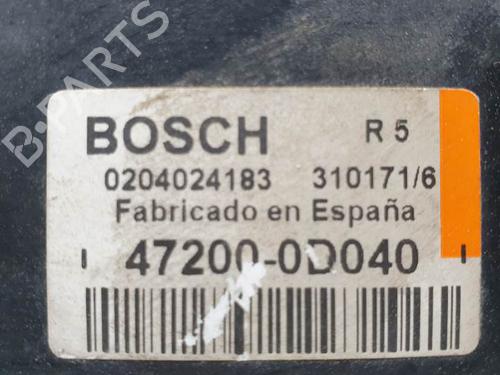 B-PARTS
BOSCH R 5
0204024183 310171/6
Fabricado en España
47200-0D040